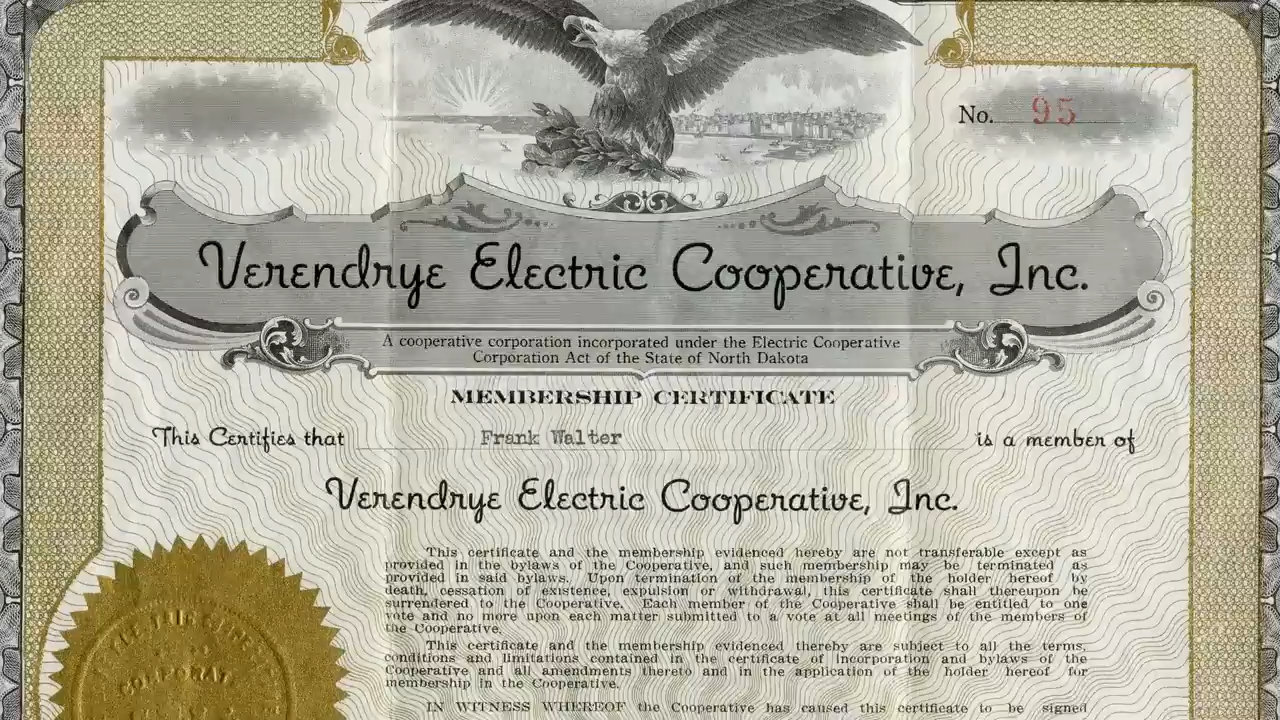 No. 95
Verendrye Electric Cooperative, Inc.
A cooperative corporation incorporated under the Electric Cooperative
Corporation Act of the State of North Dakota
MEMBERSHIP CERTIFICATE
This Certifies that Frank Walter is a member of
Verendrye Electric Cooperative, Inc.
This certificate and the membership evidenced hereby are not transferable except as
provided in the bylaws of the Cooperative, and such membership may be terminated as
provided in said bylaws. Upon termination of the membership of the holder hereof by
death, cessation of existence, expulsion or withdrawal, this certificate shall thereupon be
surrendered to the Cooperative. Each member of the Cooperative shall be entitled to one
vote and no more upon each matter submitted to a vote at all meetings of the members of
the Cooperative.
This certificate and the membership evidenced thereby are subject to all the terms,
conditions and limitations contained in the certificate of incorporation and bylaws of the
Cooperative and all amendments thereto and in the application of the holder hereof for
membership in the Cooperative.
IN WITNESS WHEREOF the Cooperative has caused this certificate to be signed